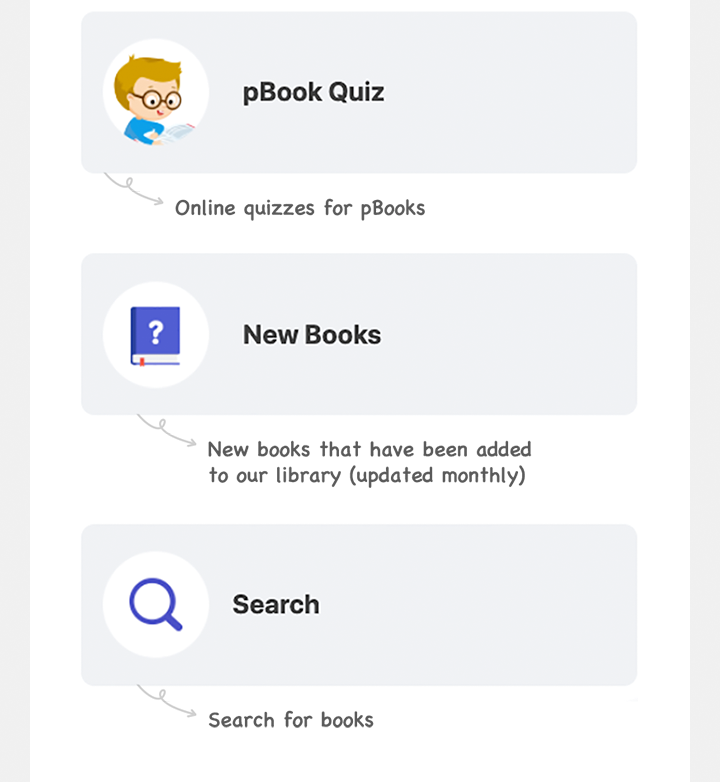 pBook Quiz
Online quizzes for pBooks
?
New Books
New books that have been added
to our library (updated monthly)
Search
Search for books